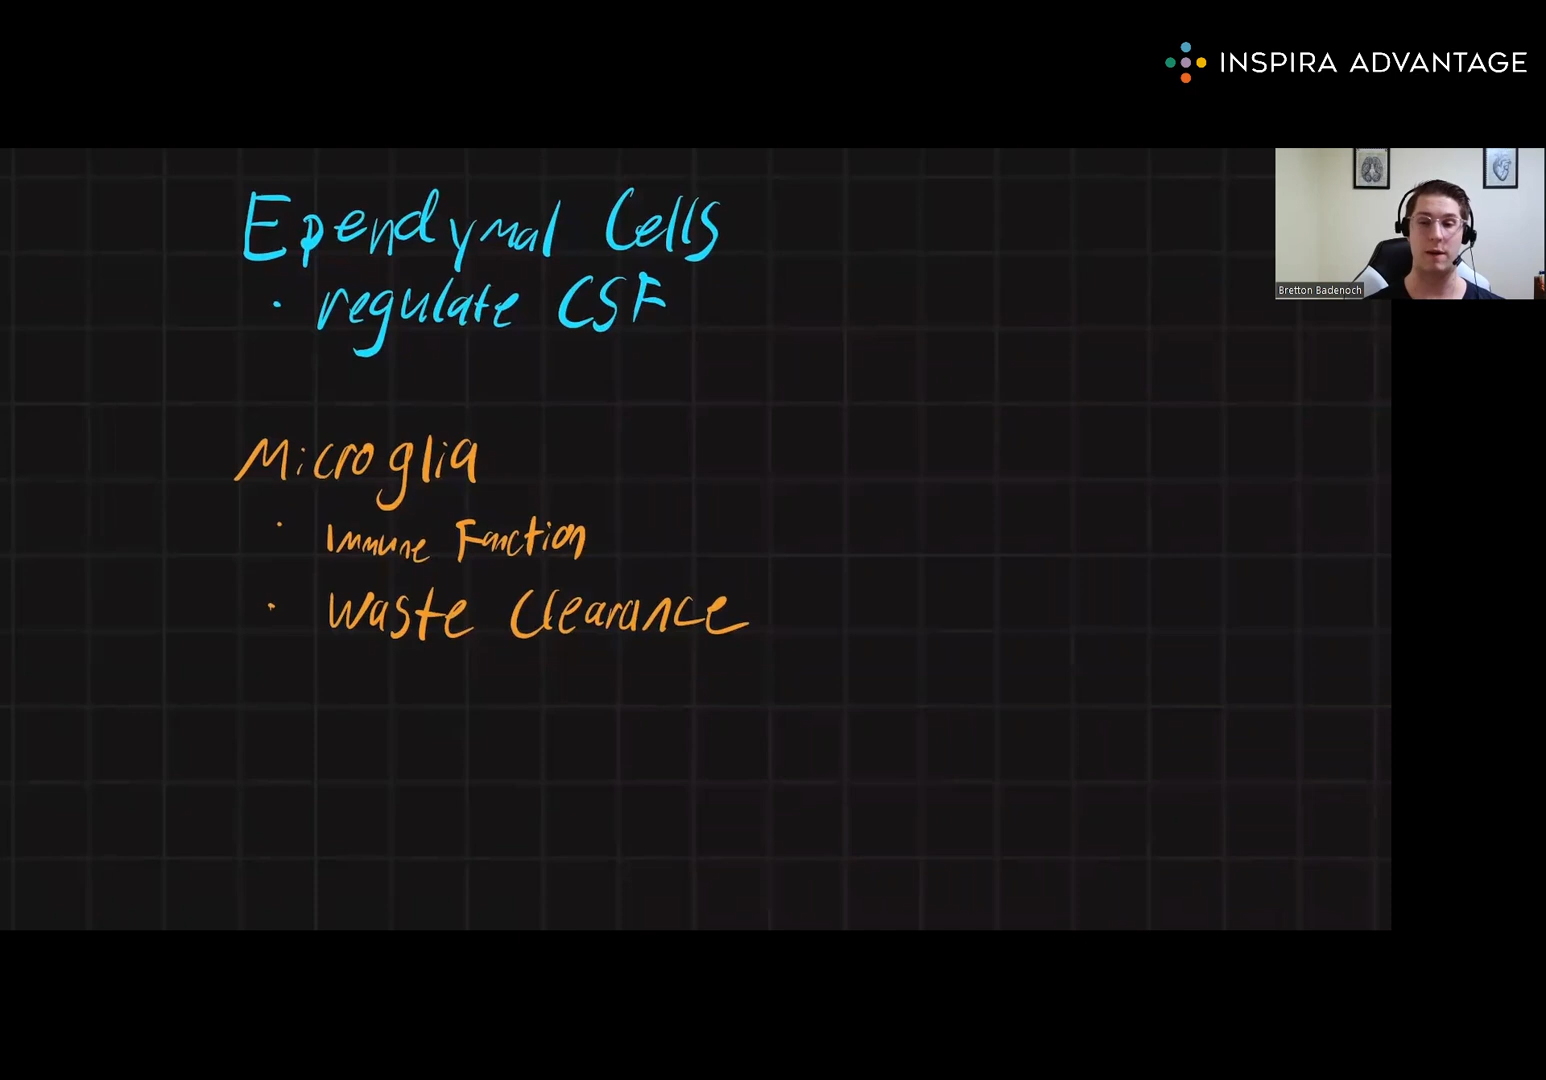 INSPIRA ADVANTAGE
Ependymal Cells
· regulate CSF
Bretton Badenoch
Microglia
· Immune Function
· Waste Clearance